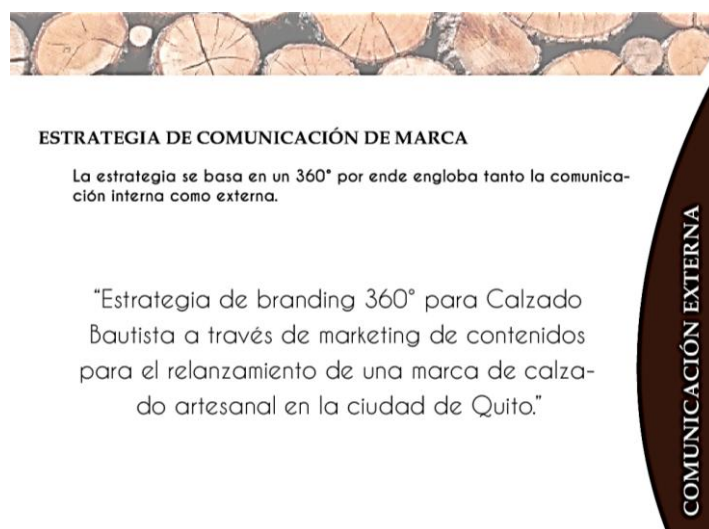 ESTRATEGIA DE COMUNICACIÓN DE MARCA
La estrategia se basa en un 360° por ende engloba tanto la comunica-
ción interna como externa.
“Estrategia de branding 360° para Calzado
Bautista a través de marketing de contenidos
para el relanzamiento de una marca de calza-
do artesanal en la ciudad de Quito.”
COMUNICACIÓN EXTERNA